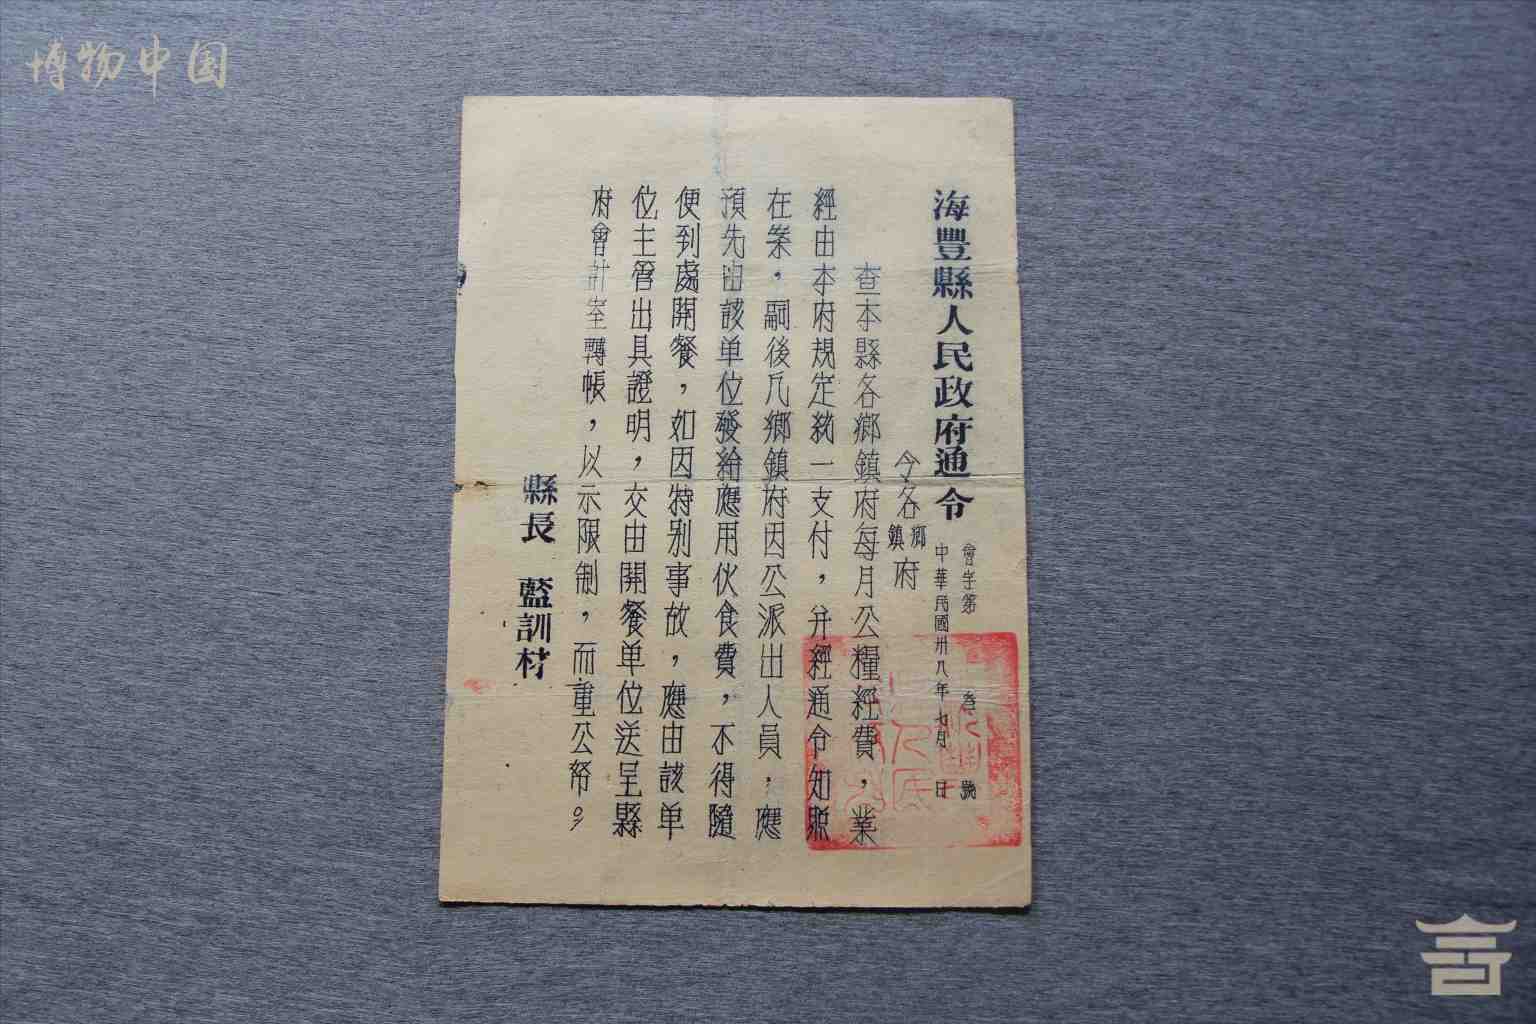 博物中国
海豐縣人民政府通令
會字第 叁 號
中華民國卅八年七月 日
令各鄉鎮府
查本縣各鄉鎮府每月公糧經費，業
經由本府規定統一支付，并經通令知照
在案，嗣後凡鄉鎮府因公派出人員，應
預先由該单位發給應用伙食費，不得隨
便到處開餐，如因特别事故，應由該单
位主管出具證明，交由開餐单位送呈縣
府會計室轉帳，以示限制，而重公帑。
縣長 藍訓材